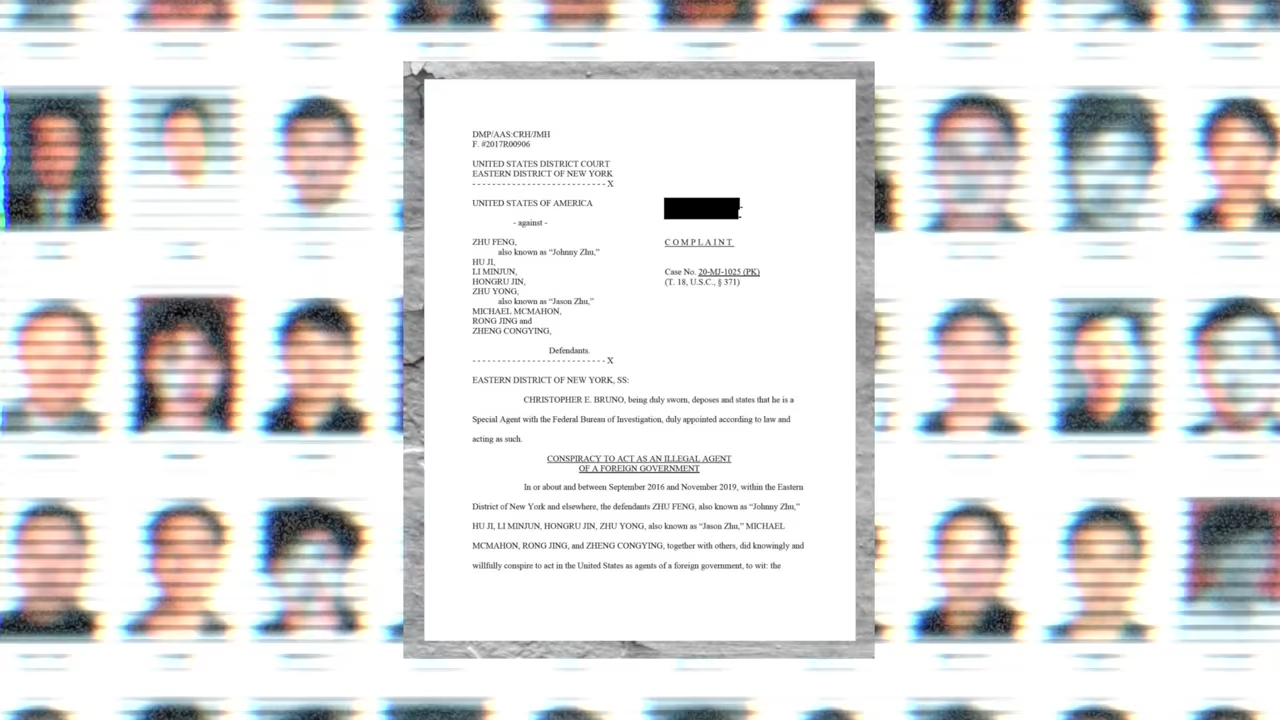 DMP/AAS:CRH/JMH
F. #2017R00906
UNITED STATES DISTRICT COURT
EASTERN DISTRICT OF NEW YORK
- - - - - - - - - - - - - - - - - - - - - - - - - - - X
UNITED STATES OF AMERICA
- against -
ZHU FENG,
also known as “Johnny Zhu,”
HU JI,
LI MINJUN,
HONGRU JIN,
ZHU YONG,
also known as “Jason Zhu,”
MICHAEL MCMAHON,
RONG JING and
ZHENG CONGYING,
Defendants.
- - - - - - - - - - - - - - - - - - - - - - - - - - - X
C O M P L A I N T
Case No. 20-MJ-1025 (PK)
(T. 18, U.S.C., § 371)
EASTERN DISTRICT OF NEW YORK, SS:
CHRISTOPHER E. BRUNO, being duly sworn, deposes and states that he is a
Special Agent with the Federal Bureau of Investigation, duly appointed according to law and
acting as such.
CONSPIRACY TO ACT AS AN ILLEGAL AGENT
OF A FOREIGN GOVERNMENT
In or about and between September 2016 and November 2019, within the Eastern
District of New York and elsewhere, the defendants ZHU FENG, also known as “Johnny Zhu,”
HU JI, LI MINJUN, HONGRU JIN, ZHU YONG, also known as “Jason Zhu,” MICHAEL
MCMAHON, RONG JING, and ZHENG CONGYING, together with others, did knowingly and
willfully conspire to act in the United States as agents of a foreign government, to wit: the